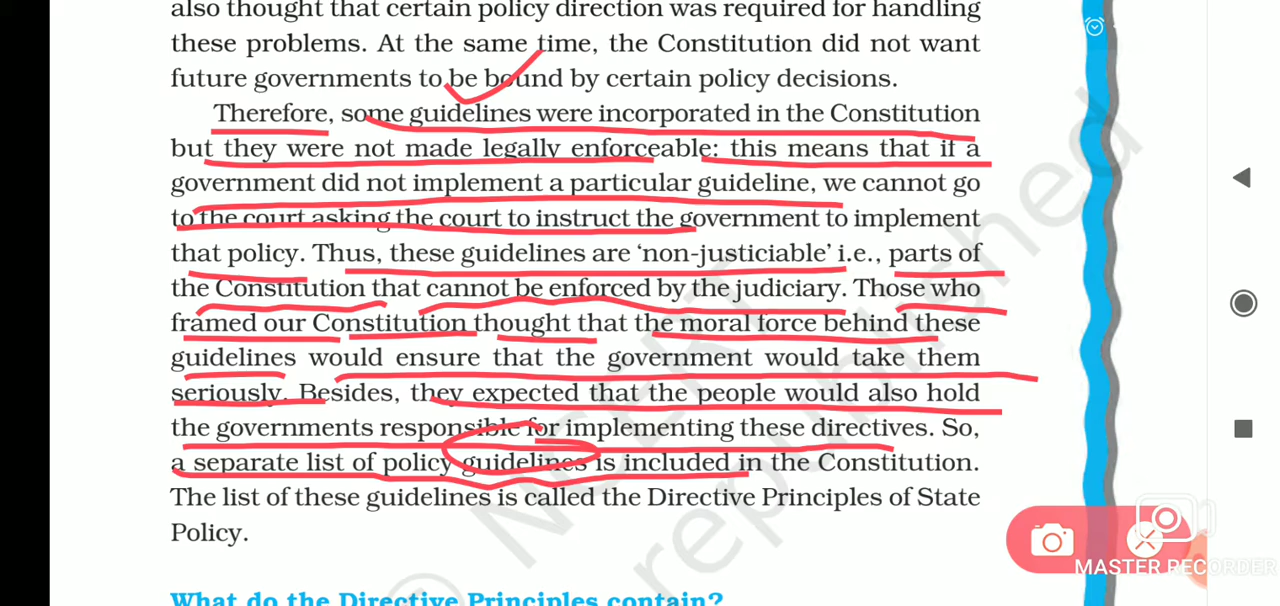 also thought that certain policy direction was required for handling
these problems. At the same time, the Constitution did not want
future governments to be bound by certain policy decisions.
Therefore, some guidelines were incorporated in the Constitution
but they were not made legally enforceable: this means that if a
government did not implement a particular guideline, we cannot go
to the court asking the court to instruct the government to implement
that policy. Thus, these guidelines are ‘non-justiciable’ i.e., parts of
the Constitution that cannot be enforced by the judiciary. Those who
framed our Constitution thought that the moral force behind these
guidelines would ensure that the government would take them
seriously. Besides, they expected that the people would also hold
the governments responsible for implementing these directives. So,
a separate list of policy guidelines is included in the Constitution.
The list of these guidelines is called the Directive Principles of State
Policy.
What do the Directive Principles contain?
© NCERT
republished
MASTER RECORDER